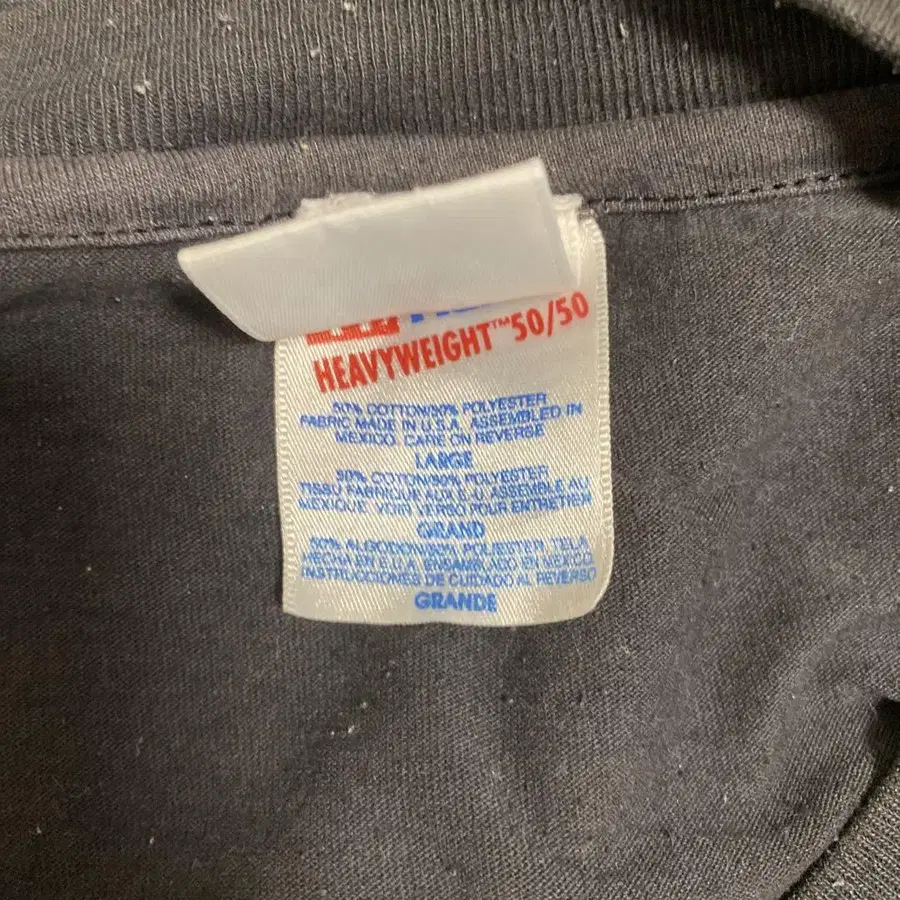 HEAVYWEIGHT™50/50
50% COTTON/50% POLYESTER
FABRIC MADE IN U.S.A. ASSEMBLED IN
MEXICO. CARE ON REVERSE
LARGE
50% COTTON/50% POLYESTER
TISSU FABRIQUE AUX E.-U. ASSEMBLE AU
MEXIQUE VOIR VERSO POUR ENTRETIEN
GRAND
50% ALGODON/50% POLIESTER. TELA
HECHA EN E.U.A. ENSAMBLADO EN MEXICO.
INSTRUCCIONES DE CUIDADO AL REVERSO
GRANDE